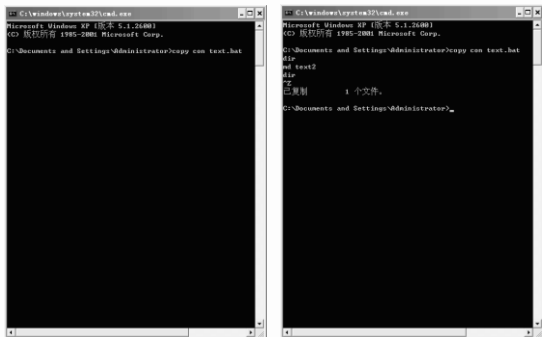 C:\windows\system32\cmd.exe
Microsoft Windows XP [版本 5.1.2600]
(C) 版权所有 1985-2001 Microsoft Corp.
C:\Documents and Settings\Administrator>copy con text.bat
C:\windows\system32\cmd.exe
Microsoft Windows XP [版本 5.1.2600]
(C) 版权所有 1985-2001 Microsoft Corp.
C:\Documents and Settings\Administrator>copy con text.bat
dir
md text2
dir
^Z
已复制 1 个文件。
C:\Documents and Settings\Administrator>_